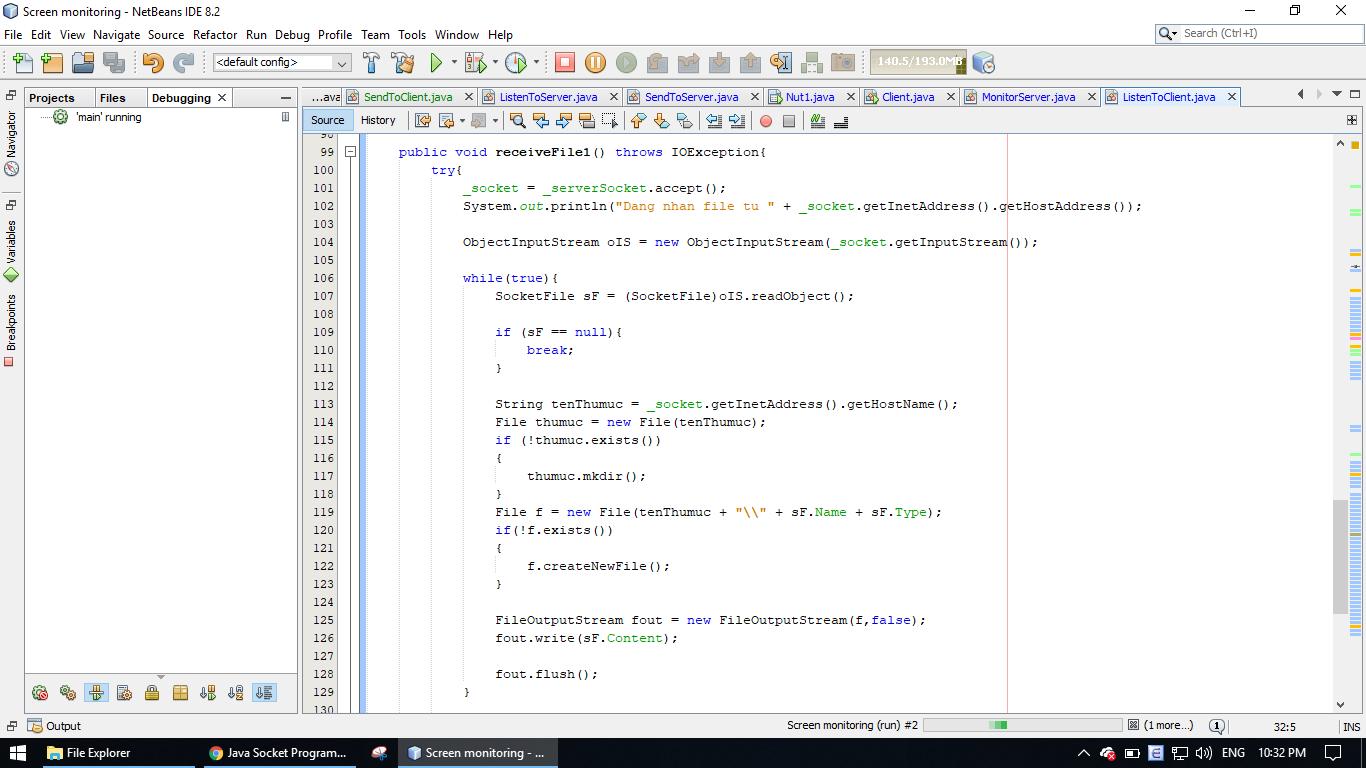 Screen monitoring - NetBeans IDE 8.2
File Edit View Navigate Source Refactor Run Debug Profile Team Tools Window Help
Search (Ctrl+I)
<default config>
140.5/193.0MB
Projects Files Debugging
...ava SendToClient.java ListenToServer.java SendToServer.java Nut1.java Client.java MonitorServer.java ListenToClient.java
'main' running
Navigator
Variables
Breakpoints
Source History
99 public void receiveFile1() throws IOException{
100 try{
101 _socket = _serverSocket.accept();
102 System.out.println("Dang nhan file tu " + _socket.getInetAddress().getHostAddress());
103
104 ObjectInputStream oIS = new ObjectInputStream(_socket.getInputStream());
105
106 while(true){
107 SocketFile sF = (SocketFile)oIS.readObject();
108
109 if (sF == null){
110 break;
111 }
112
113 String tenThumuc = _socket.getInetAddress().getHostName();
114 File thumuc = new File(tenThumuc);
115 if (!thumuc.exists())
116 {
117 thumuc.mkdir();
118 }
119 File f = new File(tenThumuc + "\\" + sF.Name + sF.Type);
120 if(!f.exists())
121 {
122 f.createNewFile();
123 }
124
125 FileOutputStream fout = new FileOutputStream(f,false);
126 fout.write(sF.Content);
127
128 fout.flush();
129 }
130
Output
Screen monitoring (run) #2
(1 more...)
1
32:5
INS
File Explorer
Java Socket Program...
Screen monitoring - ...
ENG
10:32 PM